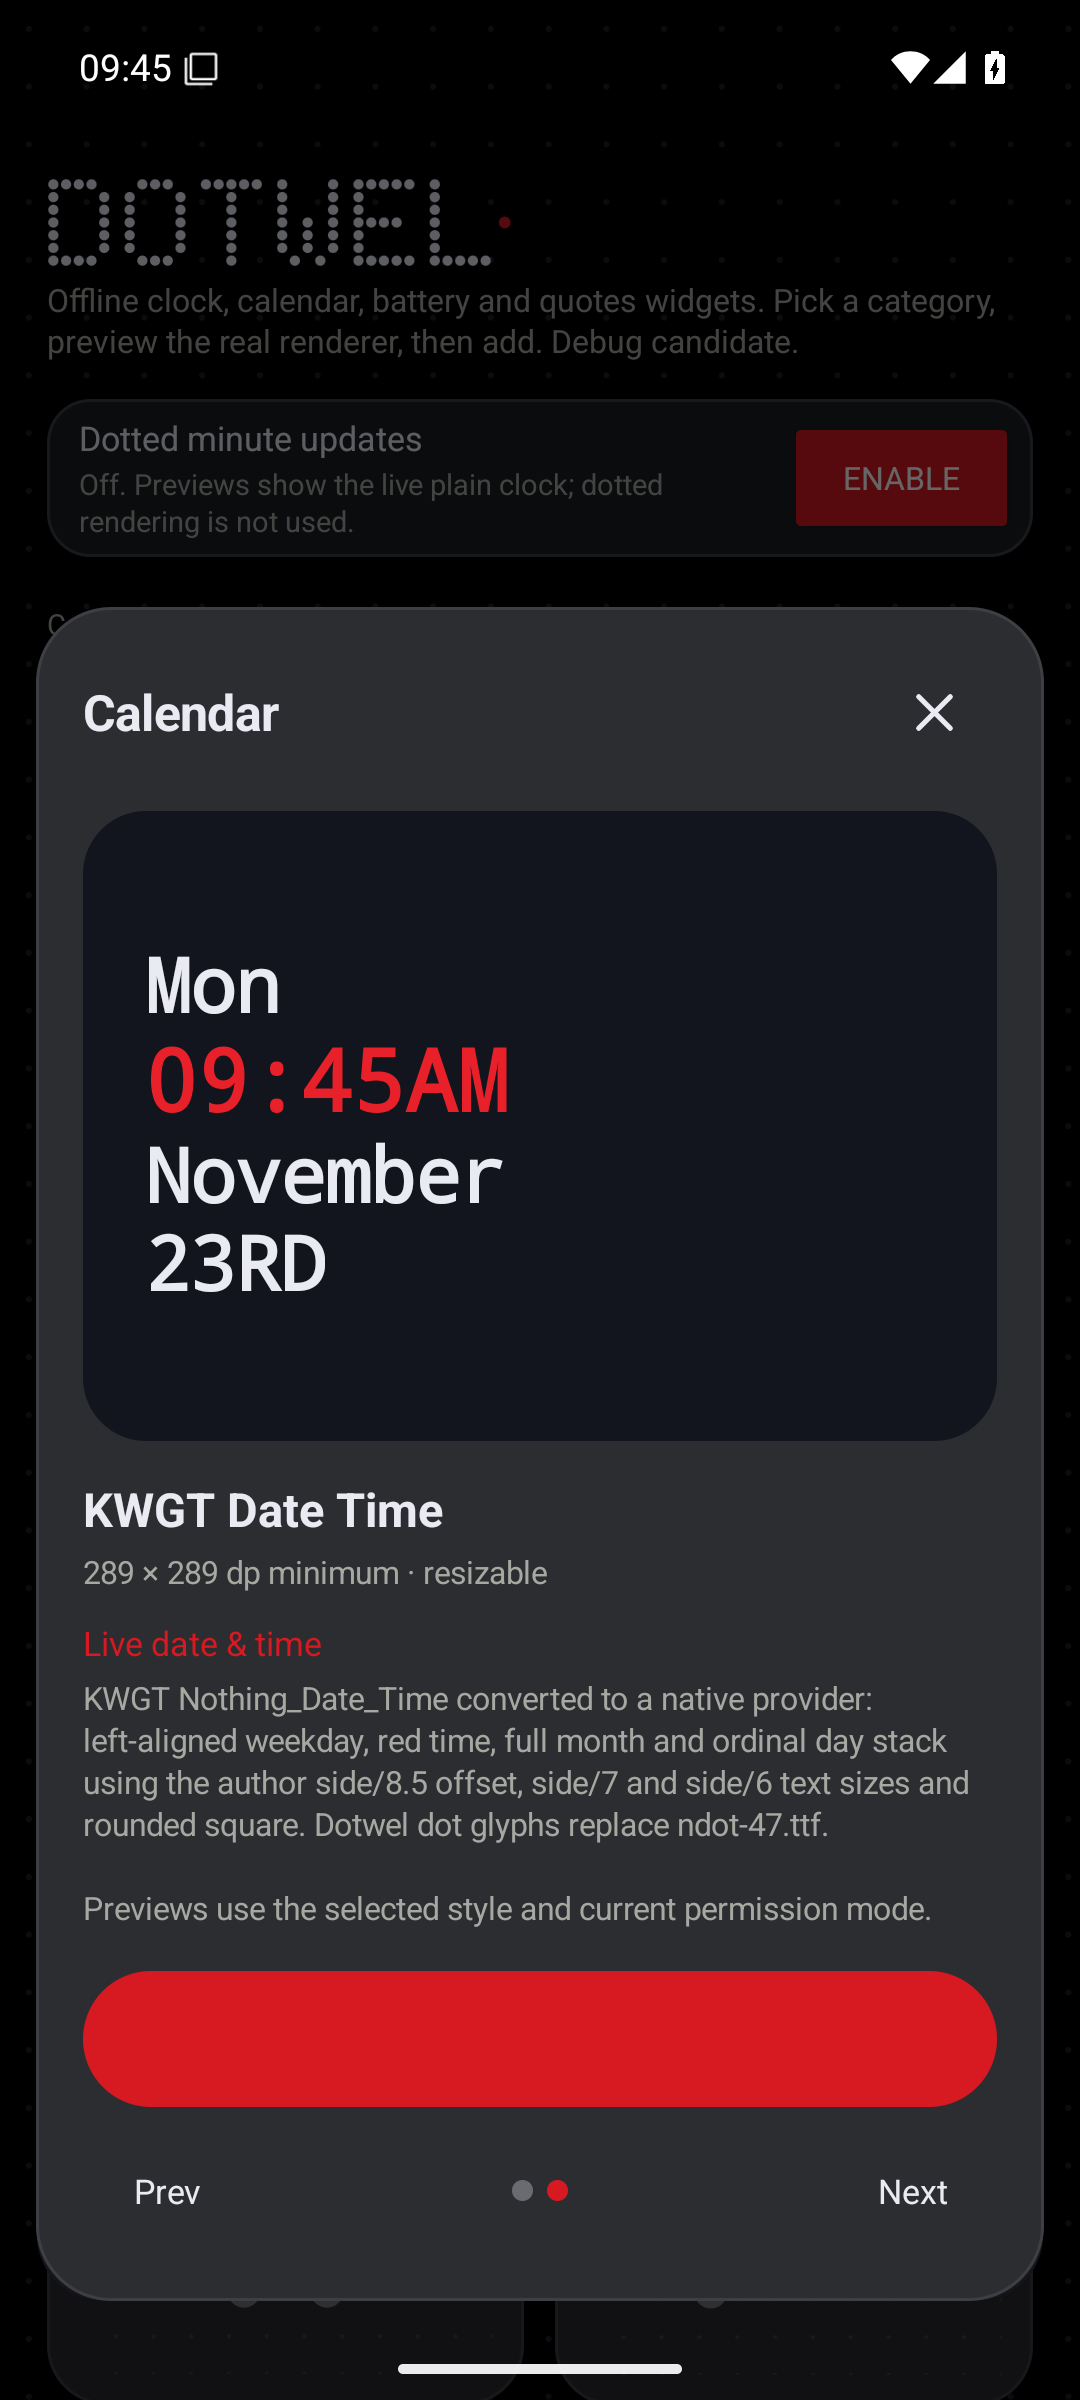 09:45
DOTWEL
Offline clock, calendar, battery and quotes widgets. Pick a category,
preview the real renderer, then add. Debug candidate.
Dotted minute updates
Off. Previews show the live plain clock; dotted
rendering is not used.
ENABLE
Calendar
Mon
09:45AM
November
23RD
KWGT Date Time
289 × 289 dp minimum · resizable
Live date & time
KWGT Nothing_Date_Time converted to a native provider:
left-aligned weekday, red time, full month and ordinal day stack
using the author side/8.5 offset, side/7 and side/6 text sizes and
rounded square. Dotwel dot glyphs replace ndot-47.ttf.
Previews use the selected style and current permission mode.
Prev
Next